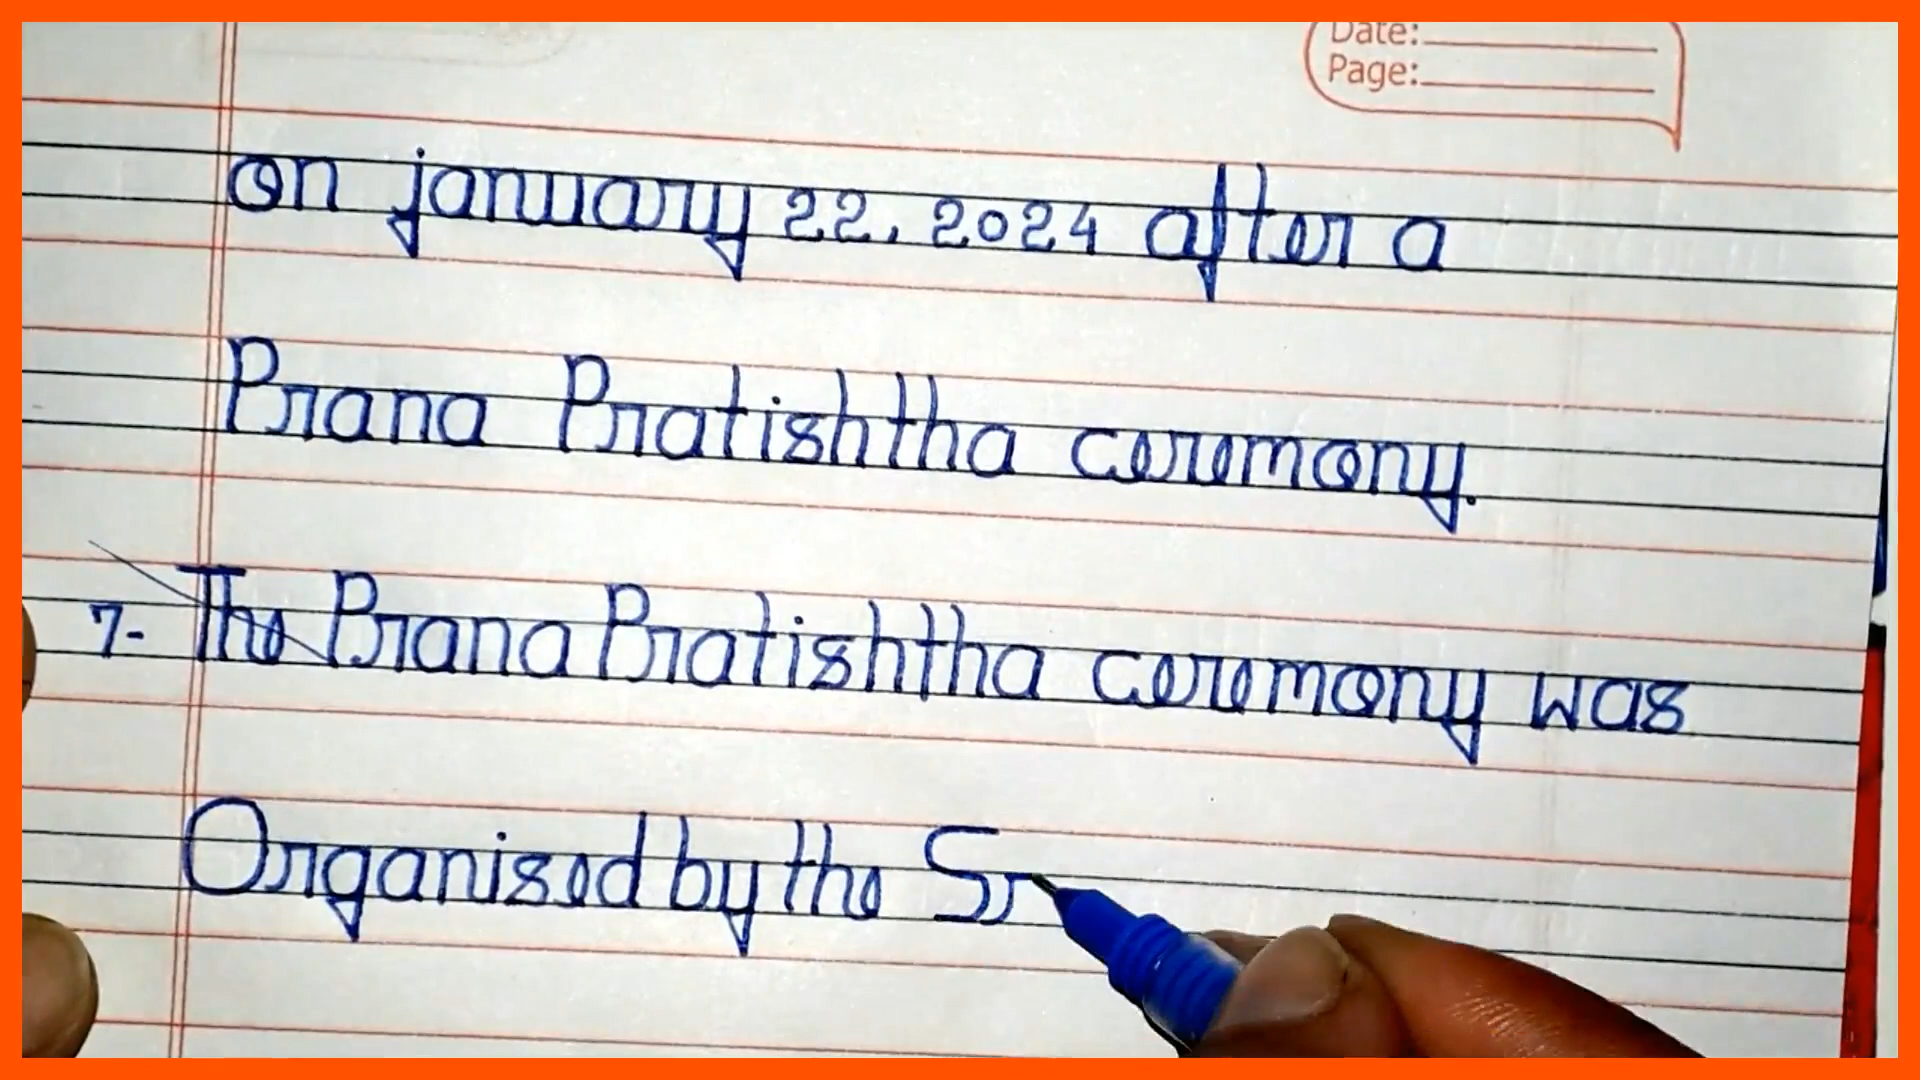 Date:
Page:
on january 22, 2024 after a
Prana Pratishtha ceremony.
7- The Prana Pratishtha ceremony was
Organised by the Sr